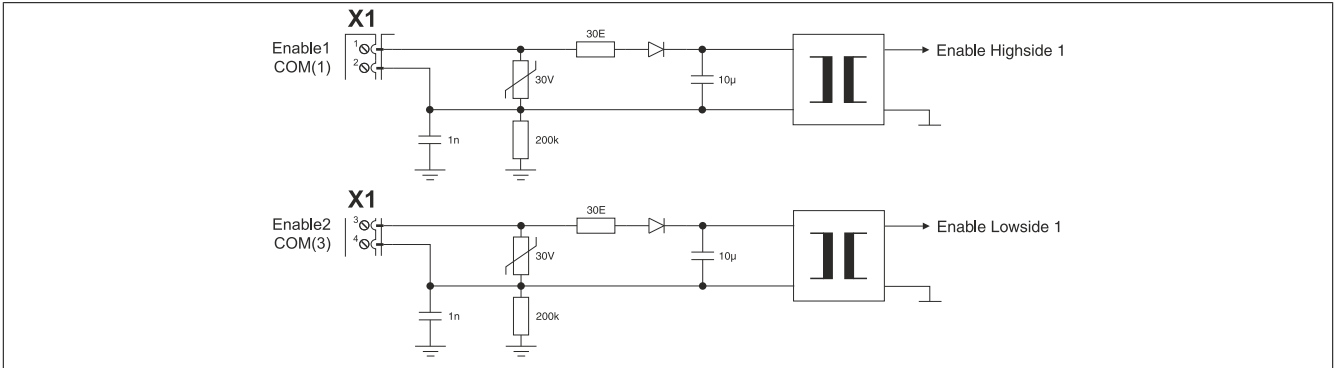 X1
Enable1
COM(1)
1
2
30E
30V
10µ
1n
200k
Enable Highside 1
X1
Enable2
COM(3)
3
4
30E
30V
10µ
1n
200k
Enable Lowside 1